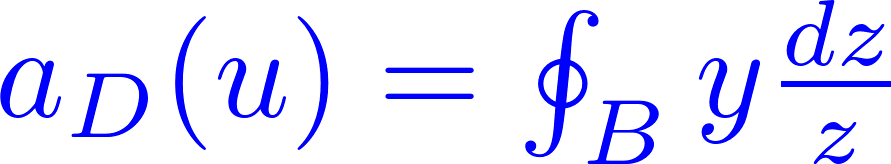 a_D(u) = ∮_B y dz/z